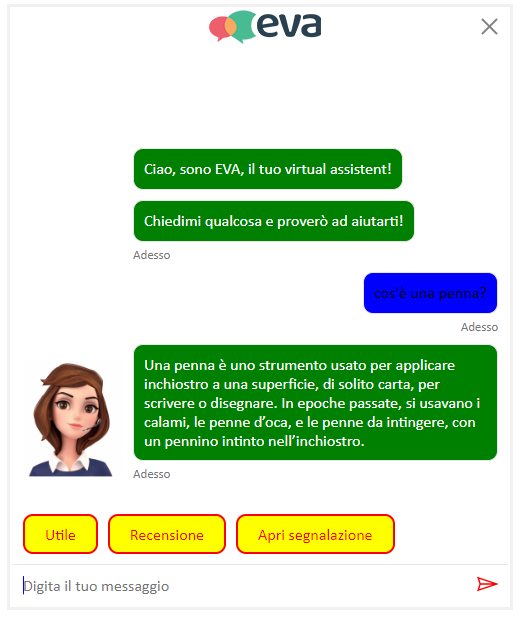 eva
Ciao, sono EVA, il tuo virtual assistent!
Chiedimi qualcosa e proverò ad aiutarti!
Adesso
cos'è una penna?
Adesso
Una penna è uno strumento usato per applicare
inchiostro a una superficie, di solito carta, per
scrivere o disegnare. In epoche passate, si usavano i
calami, le penne d’oca, e le penne da intingere, con
un pennino intinto nell’inchiostro.
Adesso
Utile Recensione Apri segnalazione
Digita il tuo messaggio